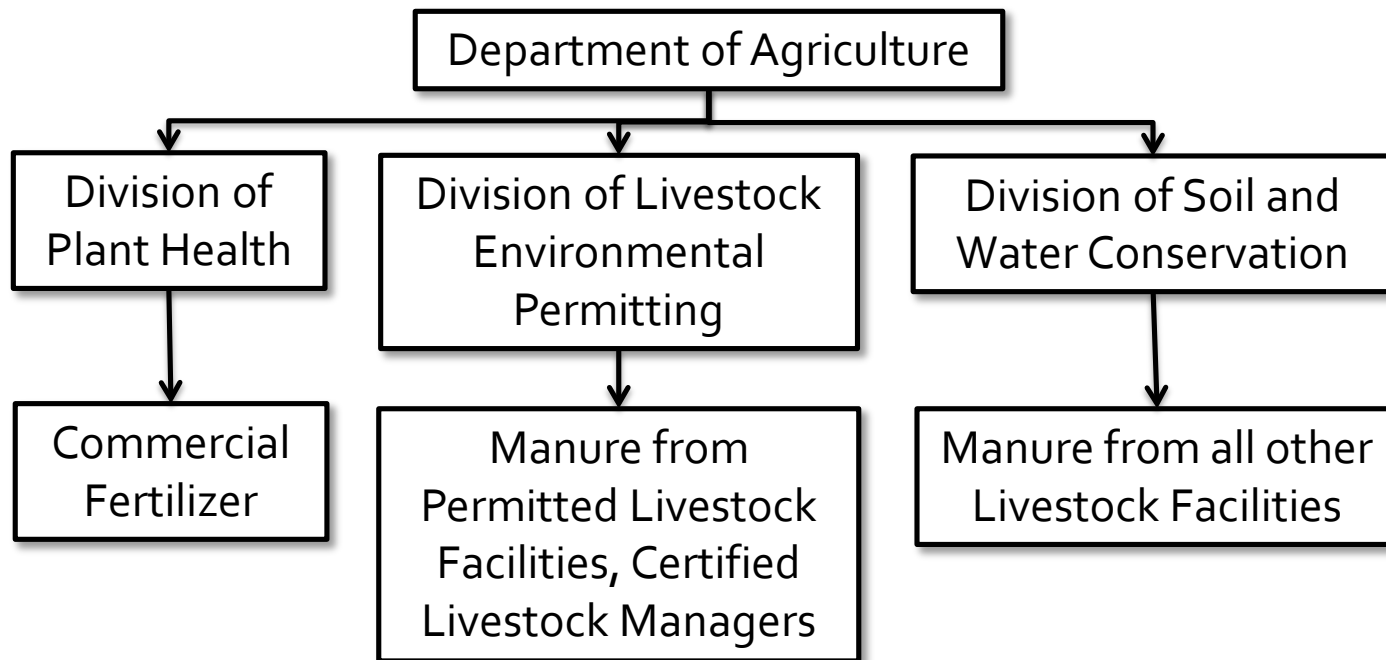 Department of Agriculture
Division of
Plant Health
Division of Livestock
Environmental
Permitting
Division of Soil and
Water Conservation
Commercial
Fertilizer
Manure from
Permitted Livestock
Facilities, Certified
Livestock Managers
Manure from all other
Livestock Facilities